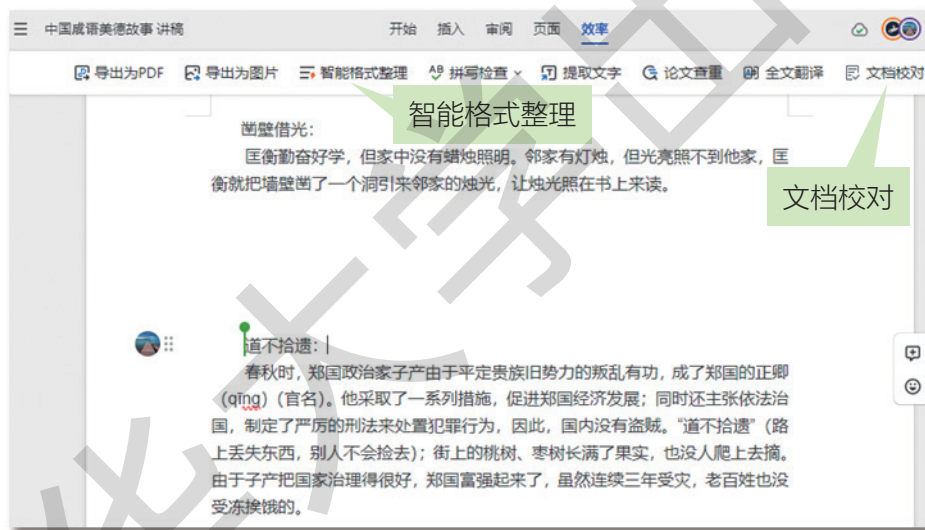 中国成语美德故事 讲稿
开始 插入 审阅 页面 效率
导出为PDF 导出为图片 智能格式整理 拼写检查 提取文字 论文查重 全文翻译 文档校对
智能格式整理
文档校对
凿壁借光：
匡衡勤奋好学，但家中没有蜡烛照明。邻家有灯烛，但光亮照不到他家，匡
衡就把墙壁凿了一个洞引来邻家的烛光，让烛光照在书上来读。
道不拾遗：
春秋时，郑国政治家子产由于平定贵族旧势力的叛乱有功，成了郑国的正卿
（qīng）（官名）。他采取了一系列措施，促进郑国经济发展；同时还主张依法治
国，制定了严厉的刑法来处置犯罪行为，因此，国内没有盗贼。“道不拾遗”（路
上丢失东西，别人不会捡去）；街上的桃树、枣树长满了果实，也没人爬上去摘。
由于子产把国家治理得很好，郑国富强起来了，虽然连续三年受灾，老百姓也没
受冻挨饿的。